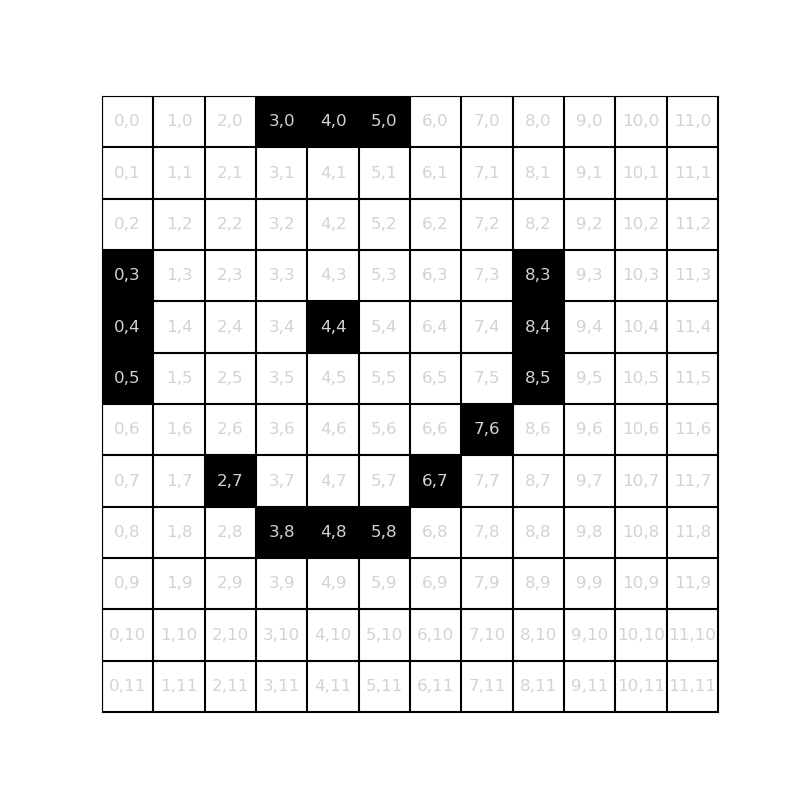 0,0 1,0 2,0 3,0 4,0 5,0 6,0 7,0 8,0 9,0 10,0 11,0
0,1 1,1 2,1 3,1 4,1 5,1 6,1 7,1 8,1 9,1 10,1 11,1
0,2 1,2 2,2 3,2 4,2 5,2 6,2 7,2 8,2 9,2 10,2 11,2
0,3 1,3 2,3 3,3 4,3 5,3 6,3 7,3 8,3 9,3 10,3 11,3
0,4 1,4 2,4 3,4 4,4 5,4 6,4 7,4 8,4 9,4 10,4 11,4
0,5 1,5 2,5 3,5 4,5 5,5 6,5 7,5 8,5 9,5 10,5 11,5
0,6 1,6 2,6 3,6 4,6 5,6 6,6 7,6 8,6 9,6 10,6 11,6
0,7 1,7 2,7 3,7 4,7 5,7 6,7 7,7 8,7 9,7 10,7 11,7
0,8 1,8 2,8 3,8 4,8 5,8 6,8 7,8 8,8 9,8 10,8 11,8
0,9 1,9 2,9 3,9 4,9 5,9 6,9 7,9 8,9 9,9 10,9 11,9
0,10 1,10 2,10 3,10 4,10 5,10 6,10 7,10 8,10 9,10 10,10 11,10
0,11 1,11 2,11 3,11 4,11 5,11 6,11 7,11 8,11 9,11 10,11 11,11